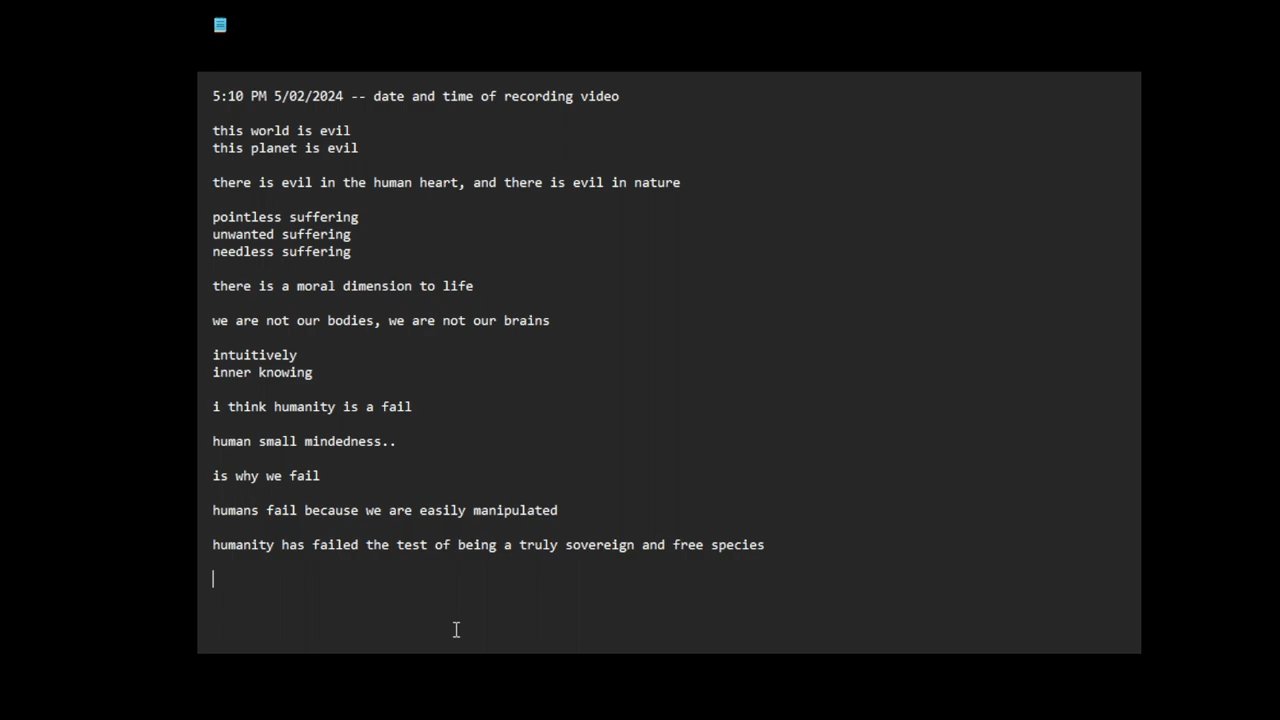 5:10 PM 5/02/2024 -- date and time of recording video
this world is evil
this planet is evil
there is evil in the human heart, and there is evil in nature
pointless suffering
unwanted suffering
needless suffering
there is a moral dimension to life
we are not our bodies, we are not our brains
intuitively
inner knowing
i think humanity is a fail
human small mindedness..
is why we fail
humans fail because we are easily manipulated
humanity has failed the test of being a truly sovereign and free species